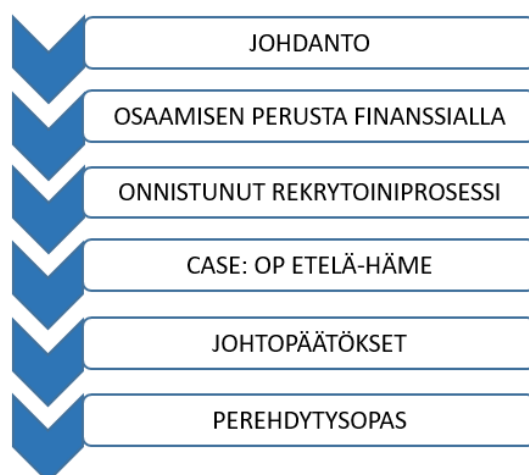 JOHDANTO
OSAAMISEN PERUSTA FINANSSIALLA
ONNISTUNUT REKRYTOINIPROSESSI
CASE: OP ETELÄ-HÄME
JOHTOPÄÄTÖKSET
PEREHDYTYSOPAS